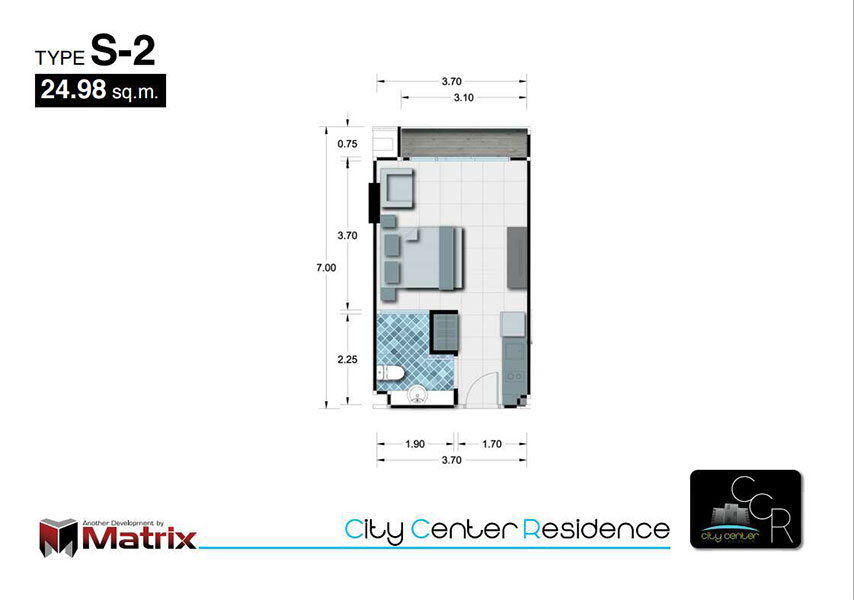 TYPE S-2
24.98 sq.m.
3.70
3.10
0.75
3.70
7.00
2.25
1.90
1.70
3.70
Another Development by
Matrix
City Center Residence
CCR
city center